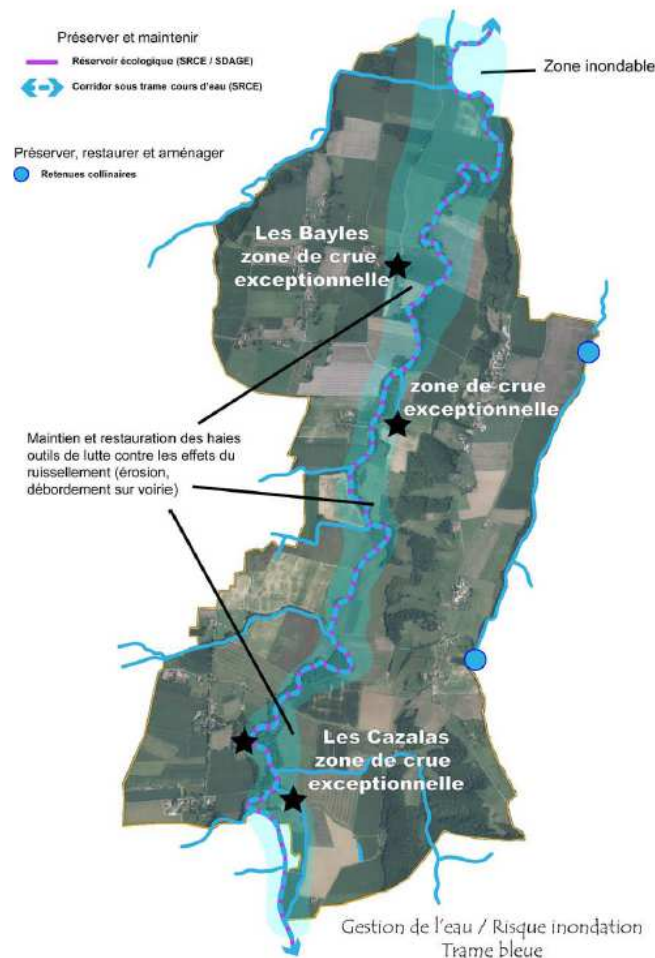 Préserver et maintenir
Réservoir écologique (SRCE / SDAGE)
Corridor sous trame cours d'eau (SRCE)
Zone inondable
Préserver, restaurer et aménager
Retenues collinaires
Les Bayles
zone de crue
exceptionnelle
zone de crue
exceptionnelle
Maintien et restauration des haies
outils de lutte contre les effets du
ruissellement (érosion,
débordement sur voirie)
Les Cazalas
zone de crue
exceptionnelle
Gestion de l'eau / Risque inondation
Trame bleue